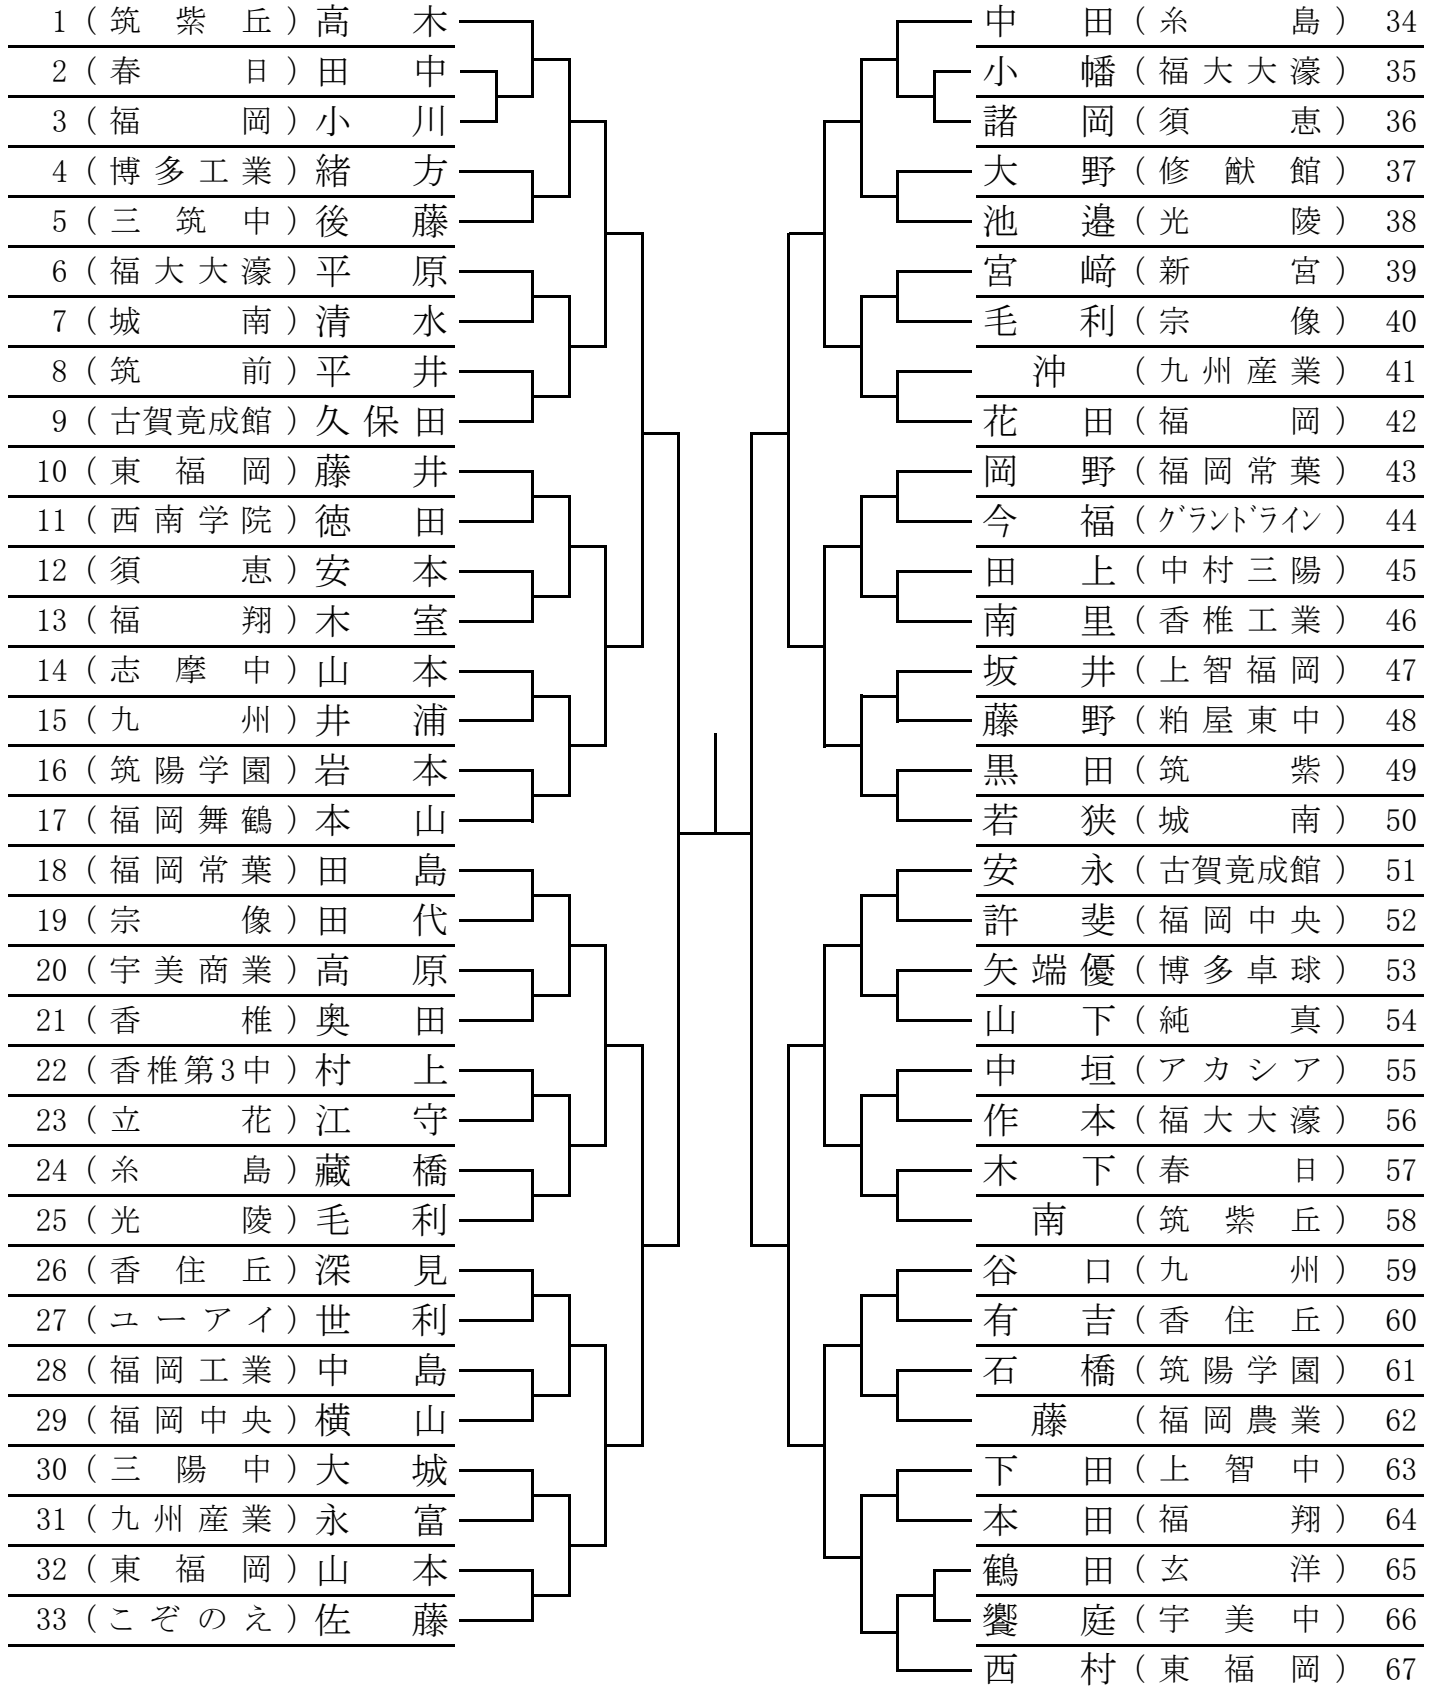 1 ( 筑 紫 丘 ) 高 木
2 ( 春 日 ) 田 中
3 ( 福 岡 ) 小 川
4 ( 博 多 工 業 ) 緒 方
5 ( 三 筑 中 ) 後 藤
6 ( 福 大 大 濠 ) 平 原
7 ( 城 南 ) 清 水
8 ( 筑 前 ) 平 井
9 ( 古賀竟成館 ) 久 保 田
10 ( 東 福 岡 ) 藤 井
11 ( 西 南 学 院 ) 徳 田
12 ( 須 恵 ) 安 本
13 ( 福 翔 ) 木 室
14 ( 志 摩 中 ) 山 本
15 ( 九 州 ) 井 浦
16 ( 筑 陽 学 園 ) 岩 本
17 ( 福 岡 舞 鶴 ) 本 山
18 ( 福 岡 常 葉 ) 田 島
19 ( 宗 像 ) 田 代
20 ( 宇 美 商 業 ) 高 原
21 ( 香 椎 ) 奥 田
22 ( 香椎第3中 ) 村 上
23 ( 立 花 ) 江 守
24 ( 糸 島 ) 藏 橋
25 ( 光 陵 ) 毛 利
26 ( 香 住 丘 ) 深 見
27 ( ユ ー ア イ ) 世 利
28 ( 福 岡 工 業 ) 中 島
29 ( 福 岡 中 央 ) 横 山
30 ( 三 陽 中 ) 大 城
31 ( 九 州 産 業 ) 永 富
32 ( 東 福 岡 ) 山 本
33 ( こ ぞ の え ) 佐 藤
中 田 ( 糸 島 ) 34
小 幡 ( 福 大 大 濠 ) 35
諸 岡 ( 須 恵 ) 36
大 野 ( 修 猷 館 ) 37
池 邉 ( 光 陵 ) 38
宮 﨑 ( 新 宮 ) 39
毛 利 ( 宗 像 ) 40
沖 ( 九 州 産 業 ) 41
花 田 ( 福 岡 ) 42
岡 野 ( 福 岡 常 葉 ) 43
今 福 ( グランドライン ) 44
田 上 ( 中 村 三 陽 ) 45
南 里 ( 香 椎 工 業 ) 46
坂 井 ( 上 智 福 岡 ) 47
藤 野 ( 粕 屋 東 中 ) 48
黒 田 ( 筑 紫 ) 49
若 狭 ( 城 南 ) 50
安 永 ( 古賀竟成館 ) 51
許 斐 ( 福 岡 中 央 ) 52
矢 端 優 ( 博 多 卓 球 ) 53
山 下 ( 純 真 ) 54
中 垣 ( ア カ シ ア ) 55
作 本 ( 福 大 大 濠 ) 56
木 下 ( 春 日 ) 57
南 ( 筑 紫 丘 ) 58
谷 口 ( 九 州 ) 59
有 吉 ( 香 住 丘 ) 60
石 橋 ( 筑 陽 学 園 ) 61
藤 ( 福 岡 農 業 ) 62
下 田 ( 上 智 中 ) 63
本 田 ( 福 翔 ) 64
鶴 田 ( 玄 洋 ) 65
饗 庭 ( 宇 美 中 ) 66
西 村 ( 東 福 岡 ) 67